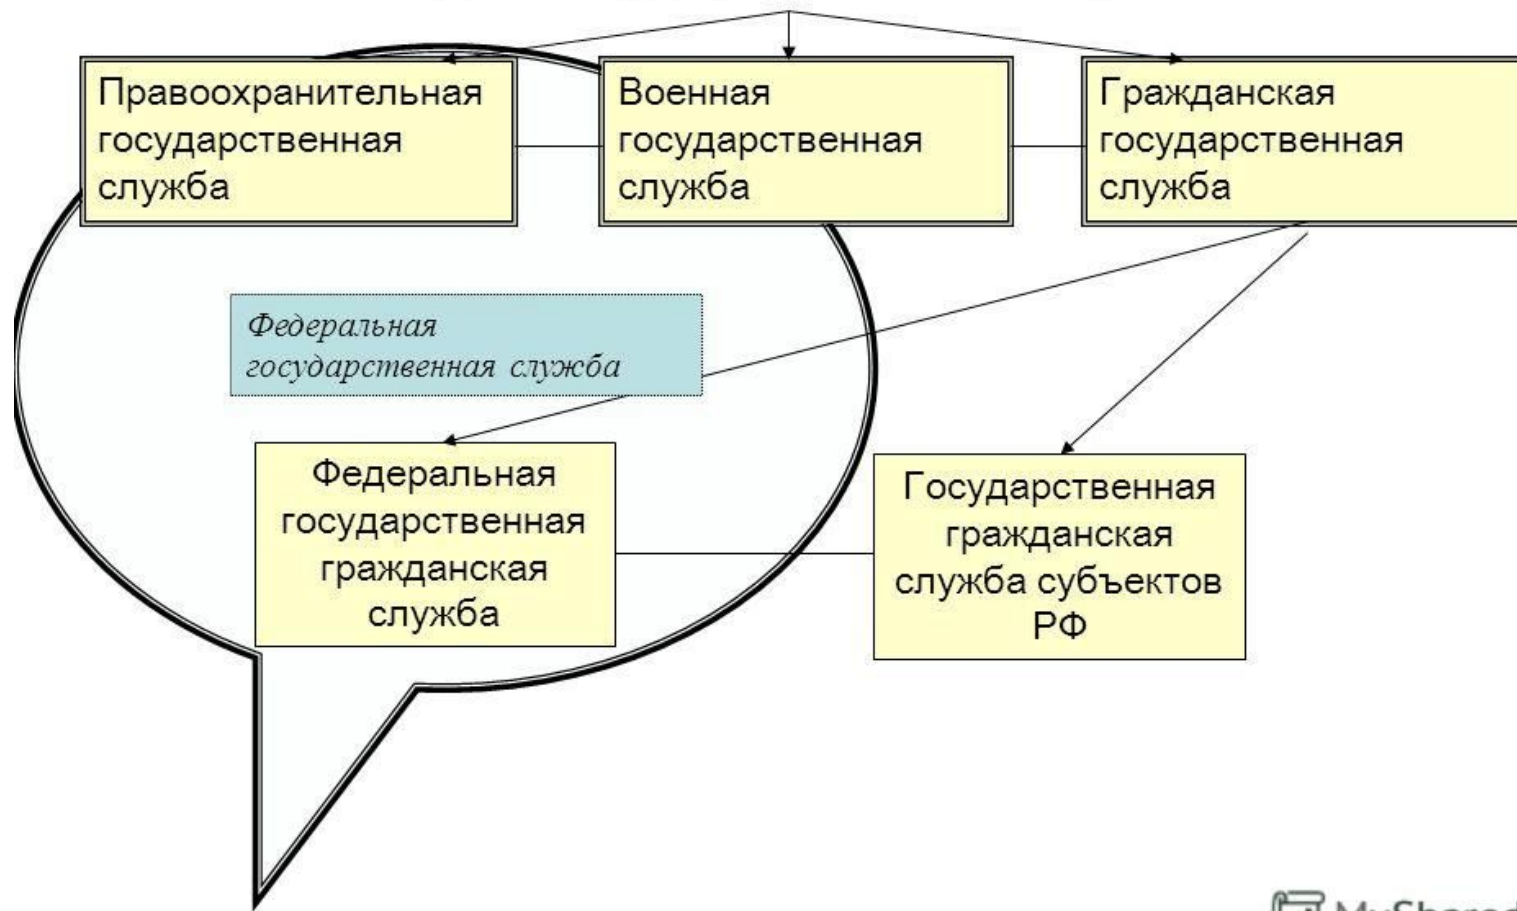 Правоохранительная
государственная
служба
Военная
государственная
служба
Гражданская
государственная
служба
Федеральная
государственная служба
Федеральная
государственная
гражданская
служба
Государственная
гражданская
служба субъектов
РФ